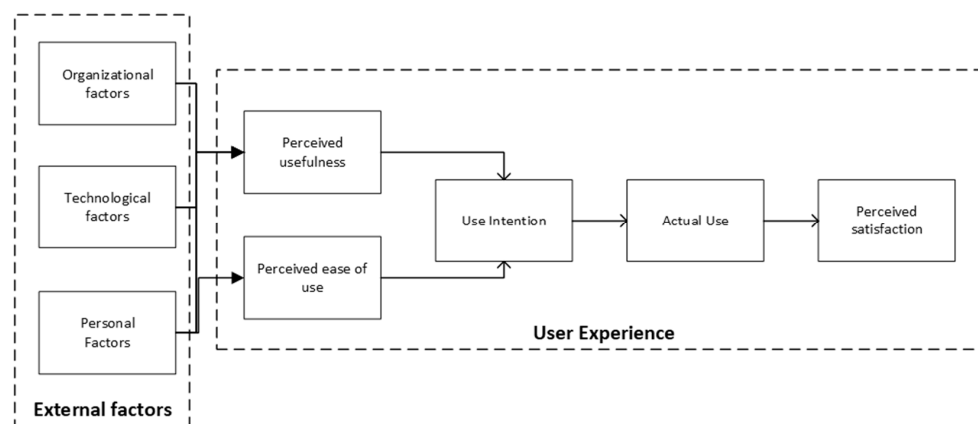 Organizational
factors
Technological
factors
Personal
Factors
External factors
Perceived
usefulness
Perceived ease of
use
Use Intention
Actual Use
Perceived
satisfaction
User Experience